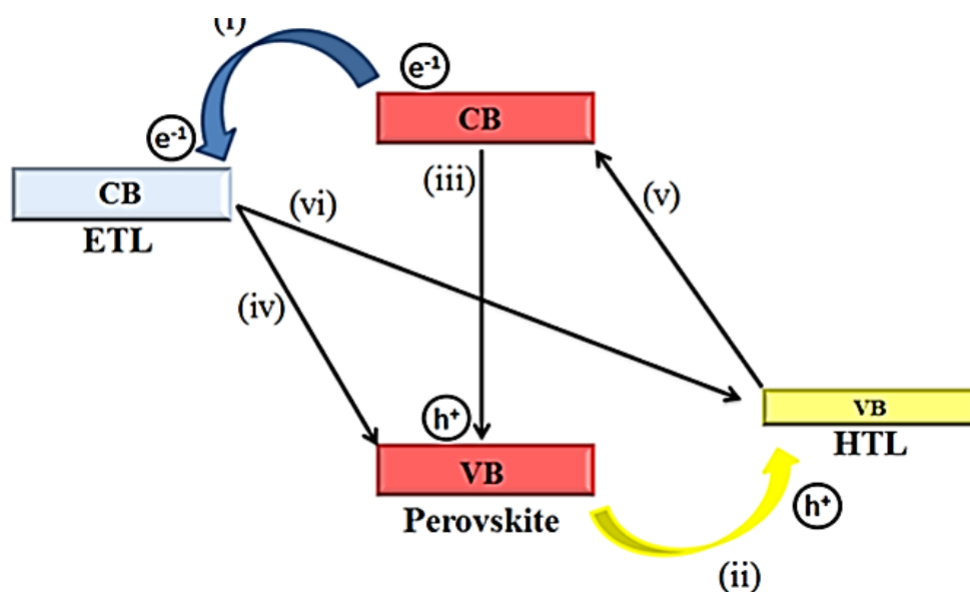 (i)
e⁻¹
CB
e⁻¹
CB
ETL
(iii)
(vi)
(v)
(iv)
h⁺
VB
Perovskite
VB
HTL
h⁺
(ii)